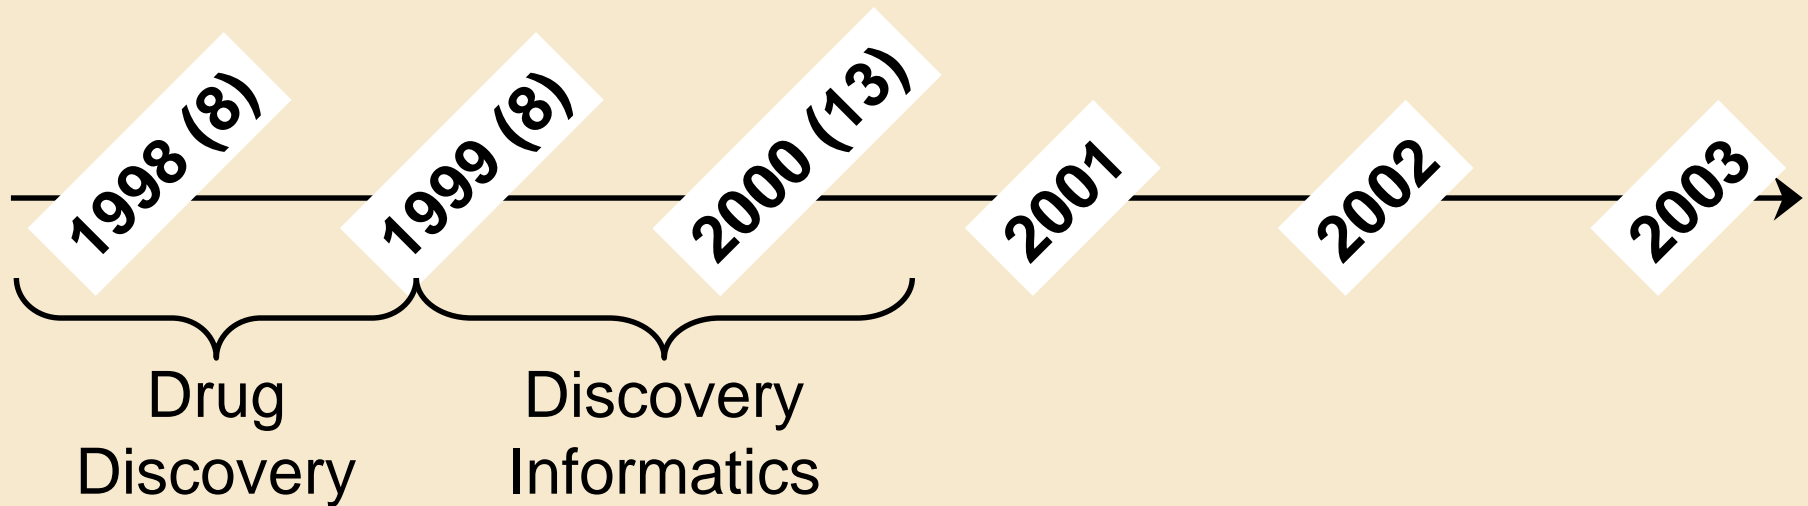 1998 (8)
1999 (8)
2000 (13)
2001
2002
2003
Drug
Discovery
Discovery
Informatics